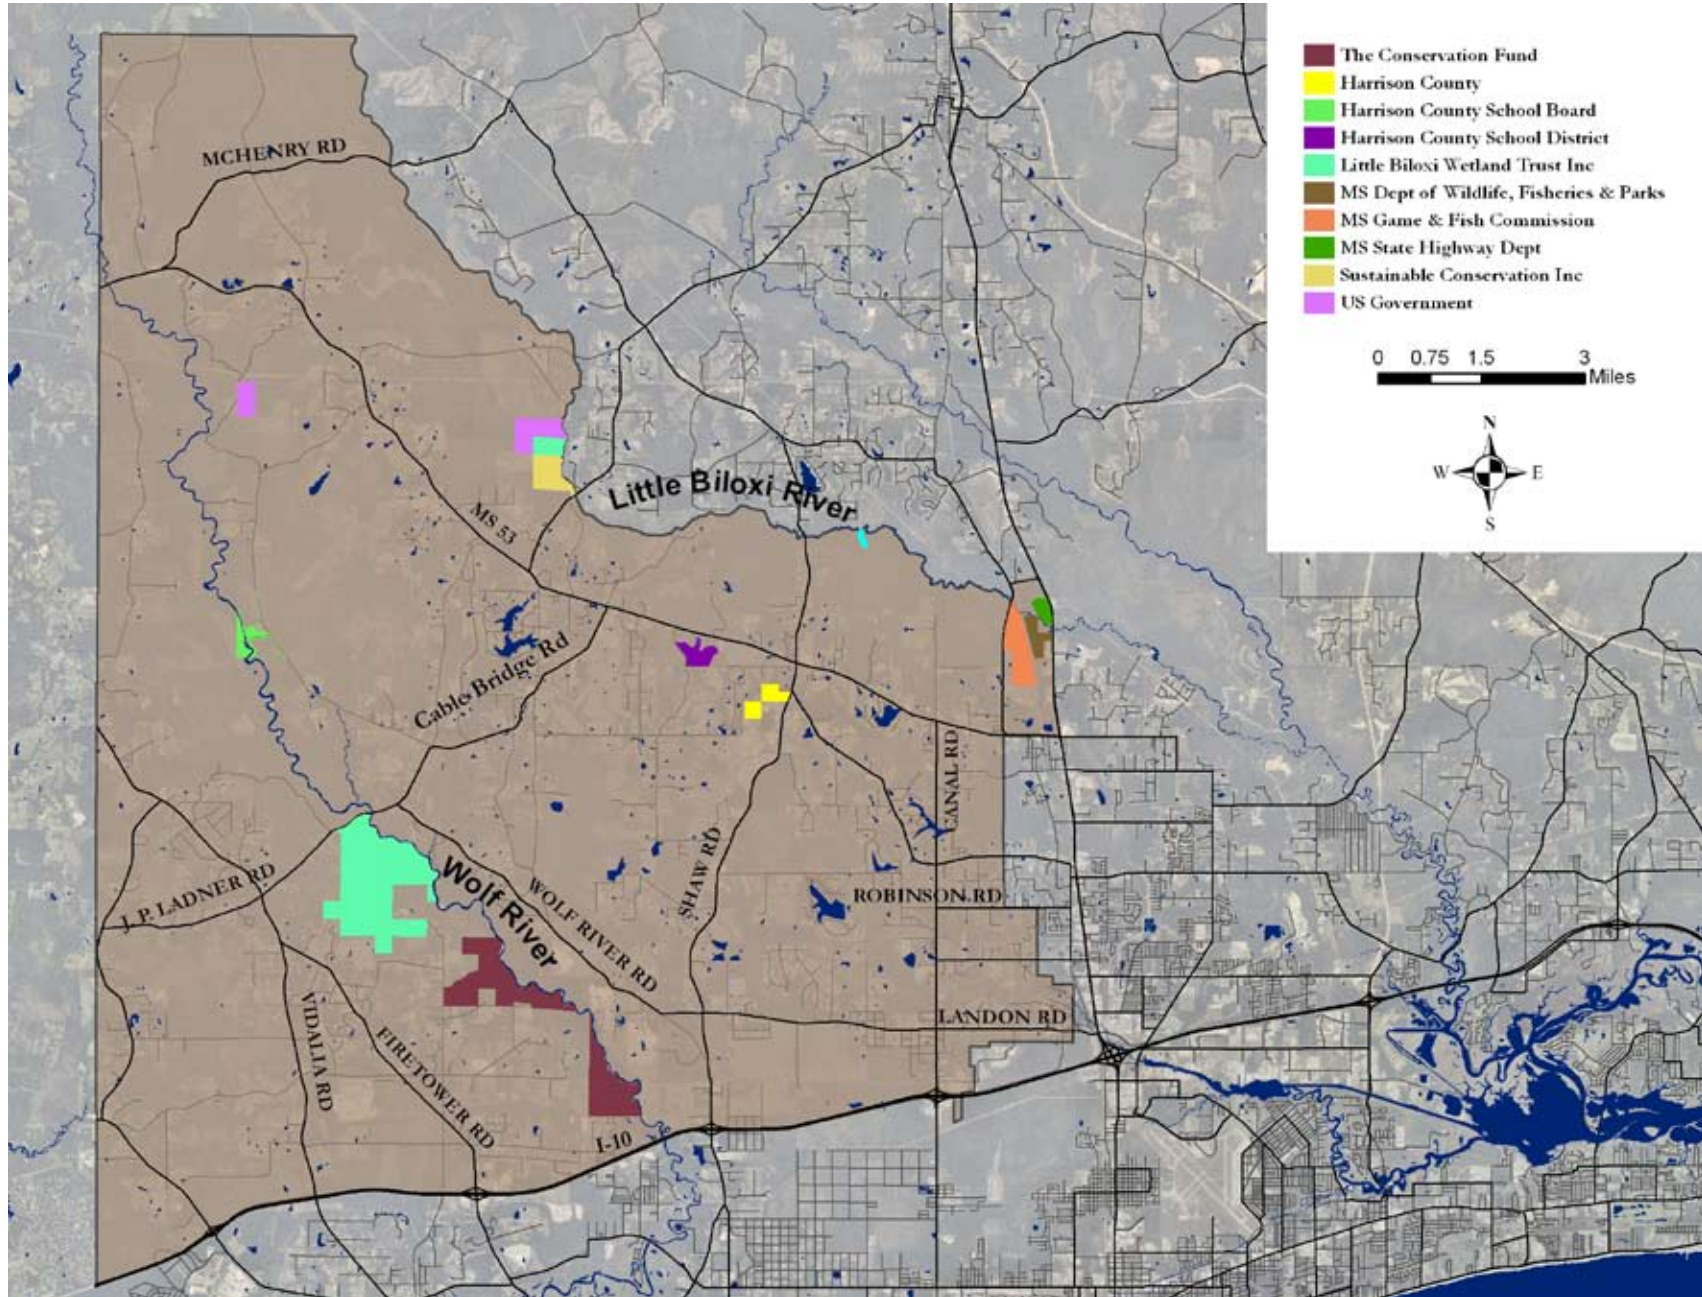 The Conservation Fund
Harrison County
Harrison County School Board
Harrison County School District
Little Biloxi Wetland Trust Inc
MS Dept of Wildlife, Fisheries & Parks
MS Game & Fish Commission
MS State Highway Dept
Sustainable Conservation Inc
US Government
0 0.75 1.5 3
Miles
N
W E
S
MCHENRY RD
Little Biloxi River
MS 53
Cable Bridge Rd
CANAL RD
SHAW RD
J. P. LADNER RD
Wolf River
WOLF RIVER RD
ROBINSON RD
VIDALIA RD
FIRETOWER RD
LANDON RD
I-10